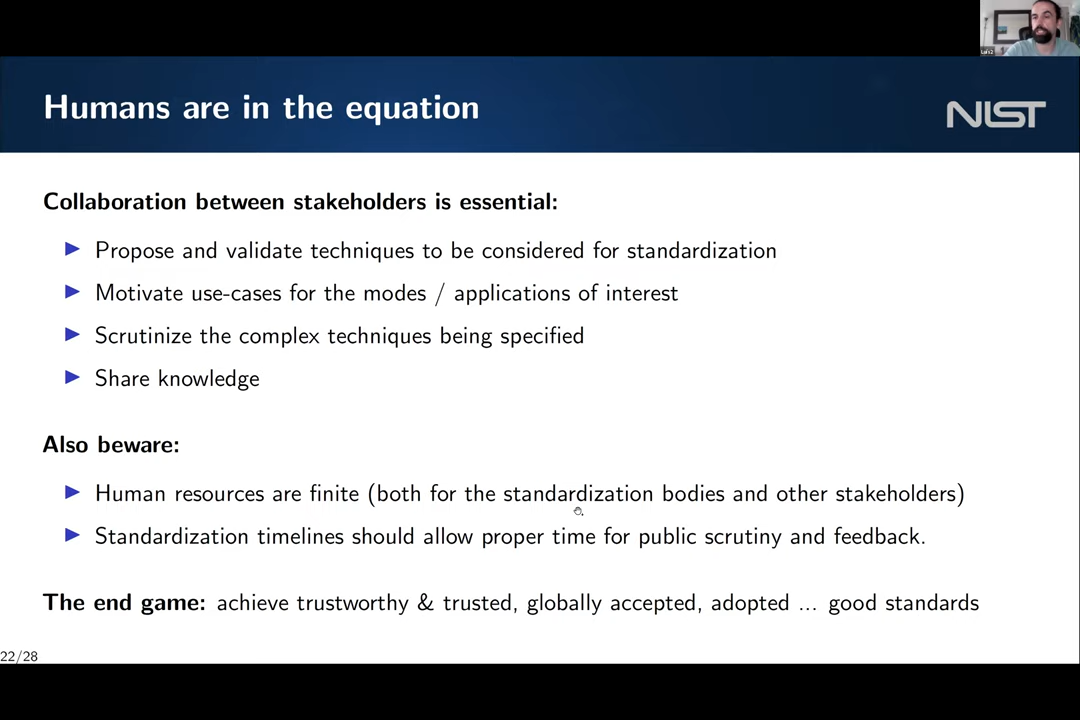 Humans are in the equation
NIST
Collaboration between stakeholders is essential:
Propose and validate techniques to be considered for standardization
Motivate use-cases for the modes / applications of interest
Scrutinize the complex techniques being specified
Share knowledge
Also beware:
Human resources are finite (both for the standardization bodies and other stakeholders)
Standardization timelines should allow proper time for public scrutiny and feedback.
The end game: achieve trustworthy & trusted, globally accepted, adopted ... good standards
22/28